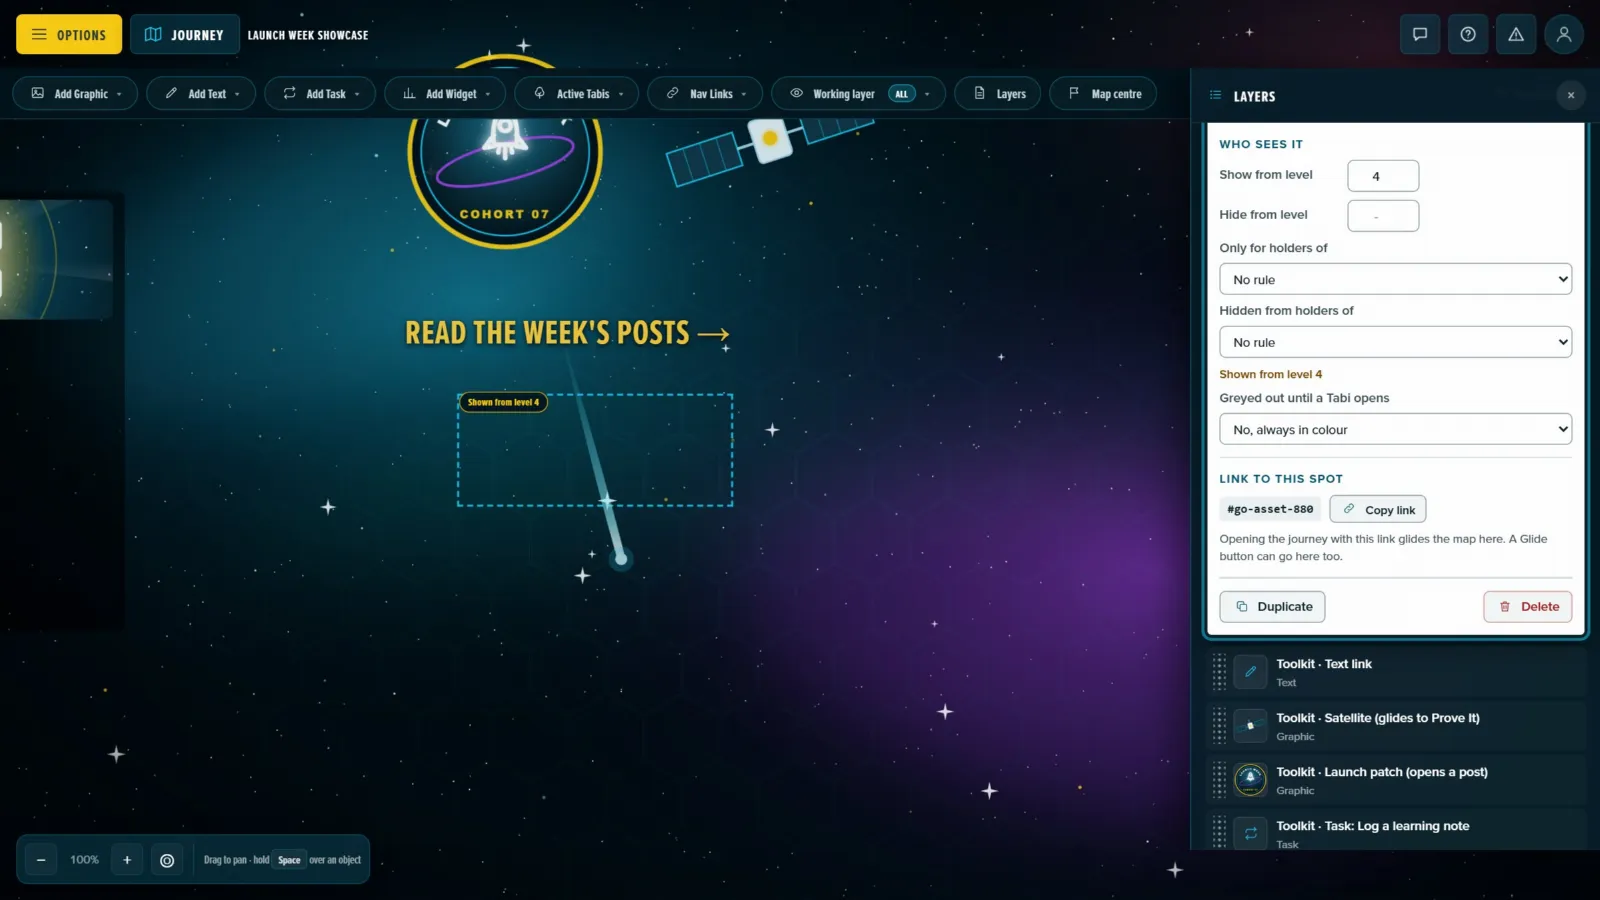 OPTIONS
JOURNEY
LAUNCH WEEK SHOWCASE
Add Graphic
Add Text
Add Task
Add Widget
Active Tabis
Nav Links
Working layer ALL
Layers
Map centre
COHORT 07
READ THE WEEK'S POSTS →
Shown from level 4
− 100% +
Drag to pan · hold Space over an object
LAYERS
×
WHO SEES IT
Show from level 4
Hide from level -
Only for holders of
No rule
Hidden from holders of
No rule
Shown from level 4
Greyed out until a Tabi opens
No, always in colour
LINK TO THIS SPOT
#go-asset-880 Copy link
Opening the journey with this link glides the map here. A Glide
button can go here too.
Duplicate Delete
Toolkit · Text link
Text
Toolkit · Satellite (glides to Prove It)
Graphic
Toolkit · Launch patch (opens a post)
Graphic
Toolkit · Task: Log a learning note
Task